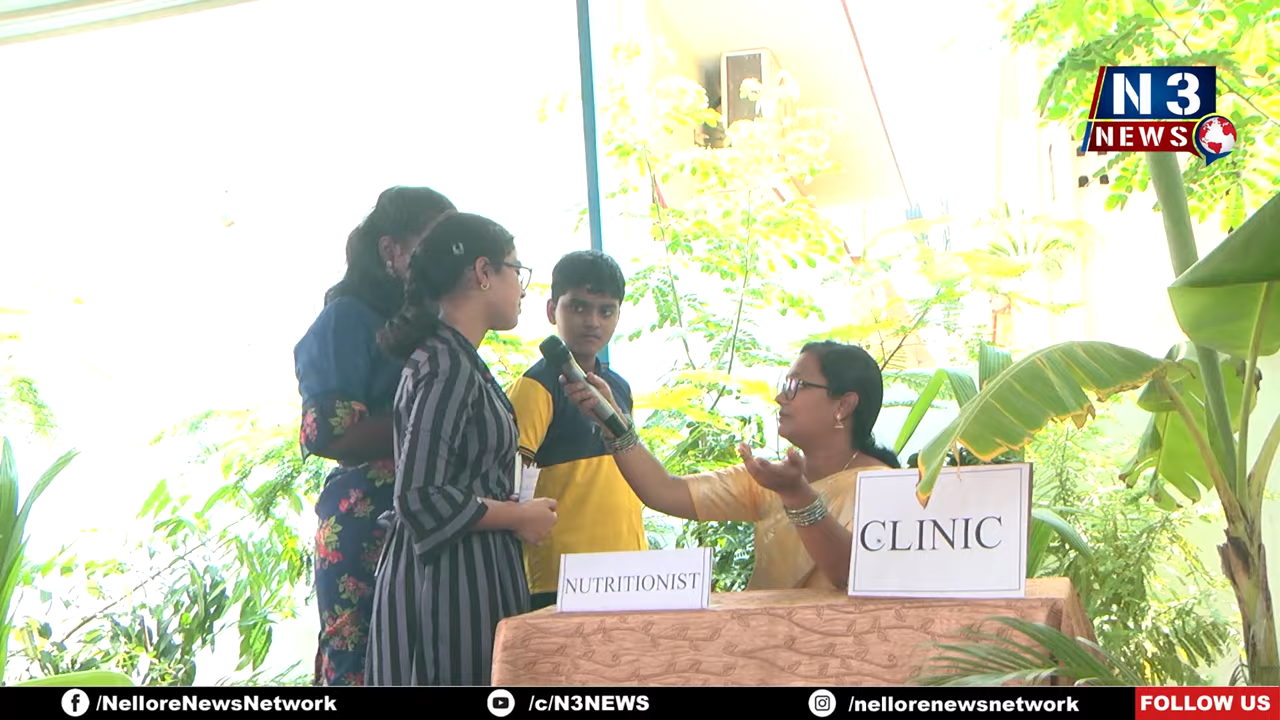 N3
NEWS
CLINIC
NUTRITIONIST
/NelloreNewsNetwork
/c/N3NEWS
/nellorenewsnetwork
FOLLOW US